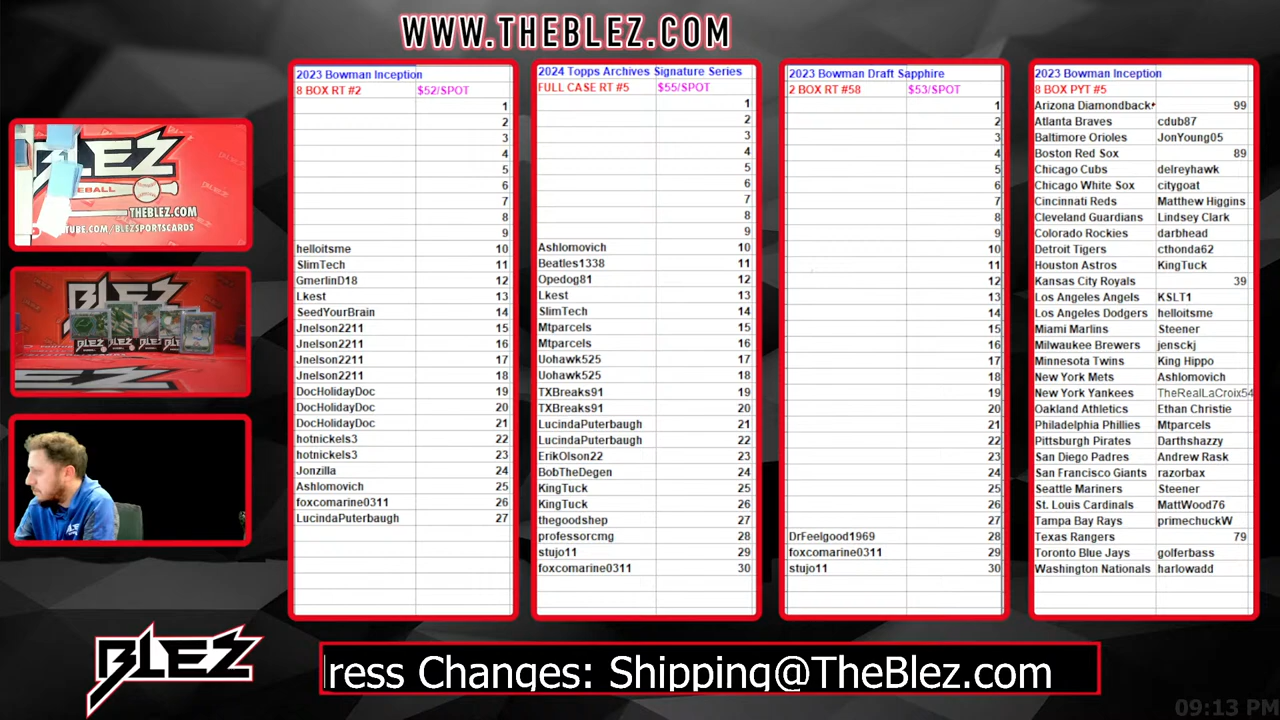 WWW.THEBLEZ.COM
BLEZ
BASEBALL
THEBLEZ.COM
YOUTUBE.COM/BLEZSPORTSCARDS
BLEZ
2023 Bowman Inception
8 BOX RT #2 $52/SPOT
1
2
3
4
5
6
7
8
9
helloitsme 10
SlimTech 11
GmerlinD18 12
Lkest 13
SeedYourBrain 14
Jnelson2211 15
Jnelson2211 16
Jnelson2211 17
Jnelson2211 18
DocHolidayDoc 19
DocHolidayDoc 20
DocHolidayDoc 21
hotnickels3 22
hotnickels3 23
Jonzilla 24
Ashlomovich 25
foxcomarine0311 26
LucindaPuterbaugh 27
2024 Topps Archives Signature Series
FULL CASE RT #5 $55/SPOT
1
2
3
4
5
6
7
8
9
Ashlomovich 10
Beatles1338 11
Opedog81 12
Lkest 13
SlimTech 14
Mtparcels 15
Mtparcels 16
Uohawk525 17
Uohawk525 18
TXBreaks91 19
TXBreaks91 20
LucindaPuterbaugh 21
LucindaPuterbaugh 22
ErikOlson22 23
BobTheDegen 24
KingTuck 25
KingTuck 26
thegoodshep 27
professorcmg 28
stujo11 29
foxcomarine0311 30
2023 Bowman Draft Sapphire
2 BOX RT #58 $53/SPOT
1
2
3
4
5
6
7
8
9
10
11
12
13
14
15
16
17
18
19
20
21
22
23
24
25
26
27
DrFeelgood1969 28
foxcomarine0311 29
stujo11 30
2023 Bowman Inception
8 BOX PYT #5
Arizona Diamondback 99
Atlanta Braves cdub87
Baltimore Orioles JonYoung05
Boston Red Sox 89
Chicago Cubs delreyhawk
Chicago White Sox citygoat
Cincinnati Reds Matthew Higgins
Cleveland Guardians Lindsey Clark
Colorado Rockies darbhead
Detroit Tigers cthonda62
Houston Astros KingTuck
Kansas City Royals 39
Los Angeles Angels KSLT1
Los Angeles Dodgers helloitsme
Miami Marlins Steener
Milwaukee Brewers jensckj
Minnesota Twins King Hippo
New York Mets Ashlomovich
New York Yankees TheRealLaCroix54
Oakland Athletics Ethan Christie
Philadelphia Phillies Mtparcels
Pittsburgh Pirates Darthshazzy
San Diego Padres Andrew Rask
San Francisco Giants razorbax
Seattle Mariners Steener
St. Louis Cardinals MattWood76
Tampa Bay Rays primechuckW
Texas Rangers 79
Toronto Blue Jays golferbass
Washington Nationals harlowadd
BLEZ
ress Changes: Shipping@TheBlez.com
09:13 PM